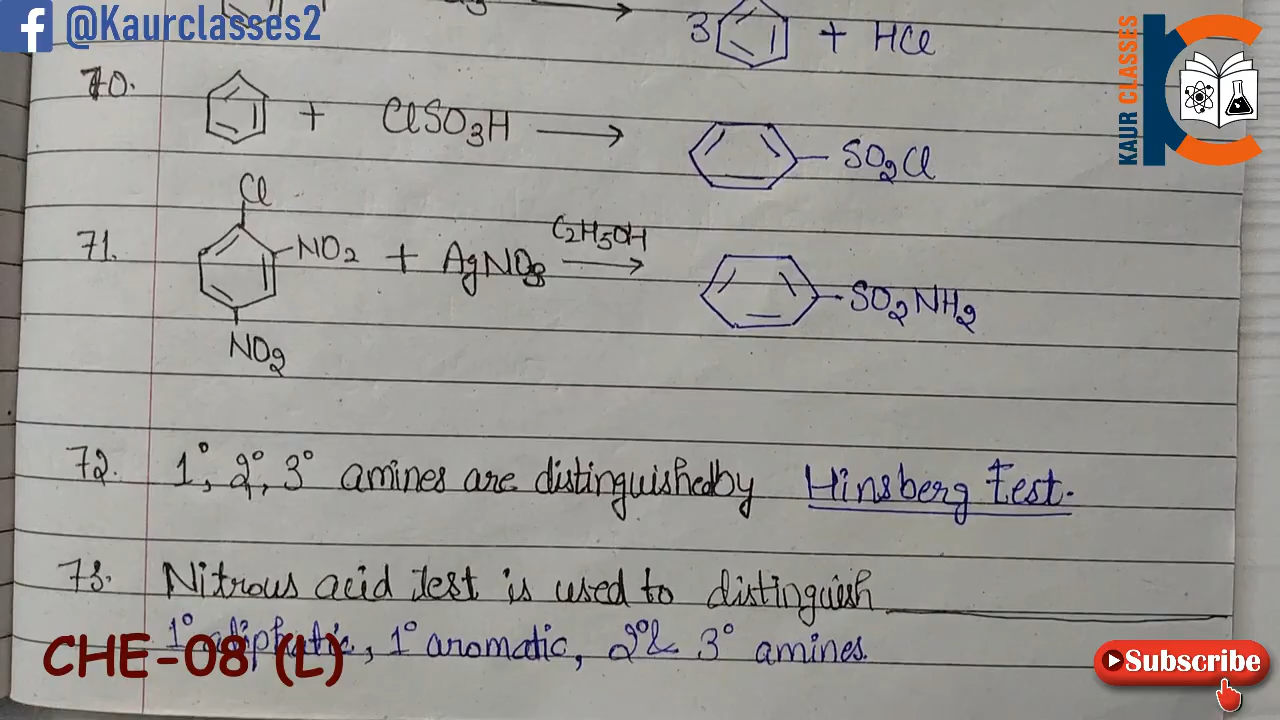 @Kaurclasses2
3 + HCl
KAUR CLASSES
70. + ClSO3H → SO2Cl
Cl
71. NO2 + AgNO3 C2H5OH → SO2NH2
NO2
72. 1°, 2°, 3° amines are distinguished by Hinsberg test.
73. Nitrous acid test is used to distinguish
1° aliphatic, 1° aromatic, 2° & 3° amines.
CHE-08 (L)
Subscribe